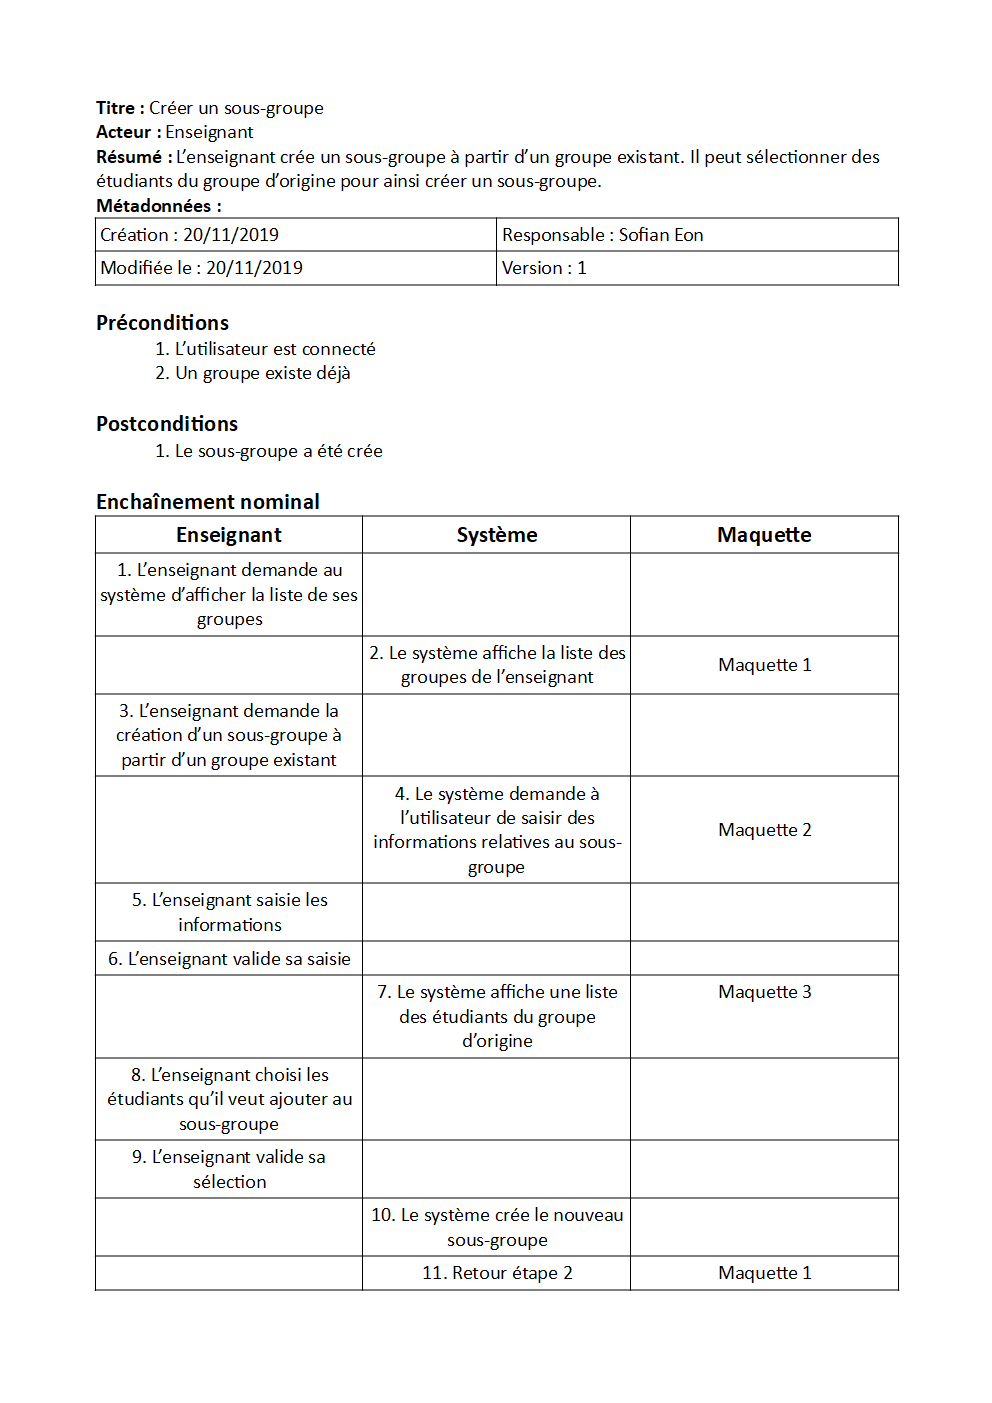 Titre : Créer un sous-groupe
Acteur : Enseignant
Résumé : L’enseignant crée un sous-groupe à partir d’un groupe existant. Il peut sélectionner des
étudiants du groupe d’origine pour ainsi créer un sous-groupe.
Métadonnées :
Création : 20/11/2019
Responsable : Sofian Eon
Modifiée le : 20/11/2019
Version : 1
Préconditions
1. L’utilisateur est connecté
2. Un groupe existe déjà
Postconditions
1. Le sous-groupe a été crée
Enchaînement nominal
Enseignant
Système
Maquette
1. L’enseignant demande au
système d’afficher la liste de ses
groupes
2. Le système affiche la liste des
groupes de l’enseignant
Maquette 1
3. L’enseignant demande la
création d’un sous-groupe à
partir d’un groupe existant
4. Le système demande à
l’utilisateur de saisir des
informations relatives au sous-
groupe
Maquette 2
5. L’enseignant saisie les
informations
6. L’enseignant valide sa saisie
7. Le système affiche une liste
des étudiants du groupe
d’origine
Maquette 3
8. L’enseignant choisi les
étudiants qu’il veut ajouter au
sous-groupe
9. L’enseignant valide sa
sélection
10. Le système crée le nouveau
sous-groupe
11. Retour étape 2
Maquette 1